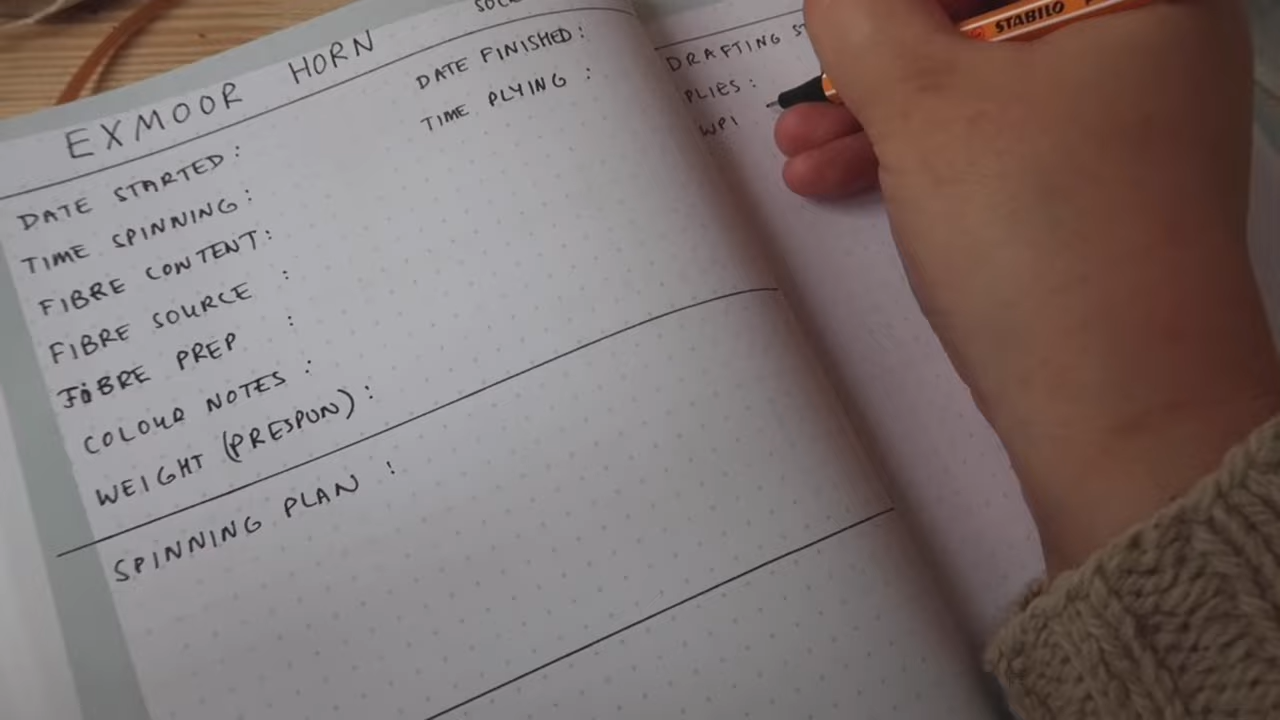 EXMOOR HORN
DATE STARTED:
DATE FINISHED:
TIME SPINNING:
TIME PLYING :
FIBRE CONTENT:
FIBRE SOURCE :
FIBRE PREP :
COLOUR NOTES :
WEIGHT (PRESPUN) :
SPINNING PLAN :
DRAFTING
PLIES :
WPI
STABILO